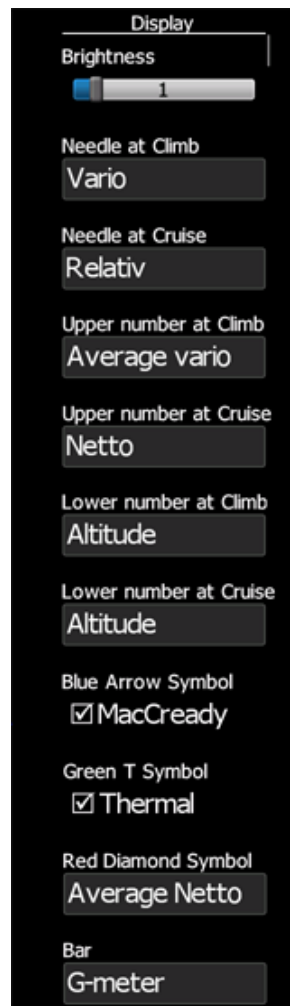 Display
Brightness
1
Needle at Climb
Vario
Needle at Cruise
Relativ
Upper number at Climb
Average vario
Upper number at Cruise
Netto
Lower number at Climb
Altitude
Lower number at Cruise
Altitude
Blue Arrow Symbol
MacCready
Green T Symbol
Thermal
Red Diamond Symbol
Average Netto
Bar
G-meter